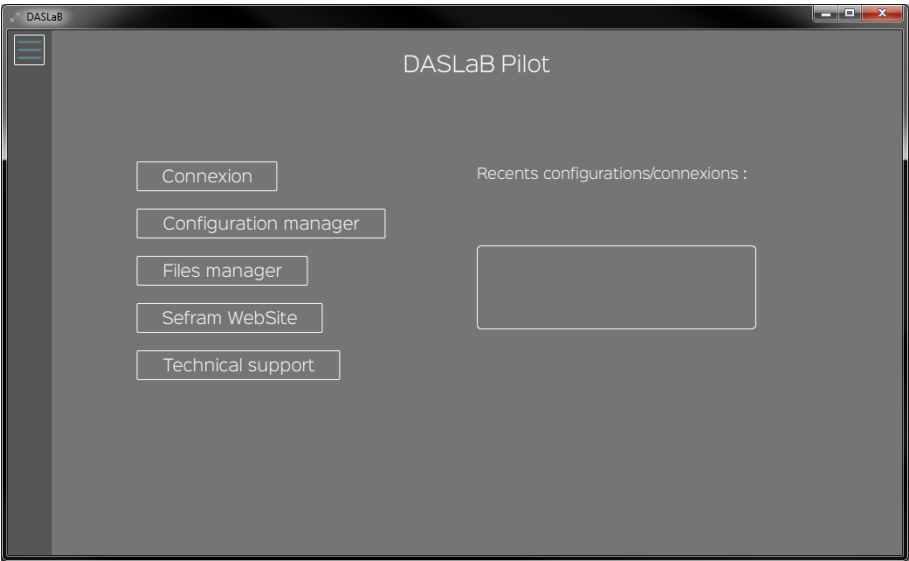 DASLaB
DASLaB Pilot
Connexion
Recents configurations/connexions :
Configuration manager
Files manager
Sefram WebSite
Technical support